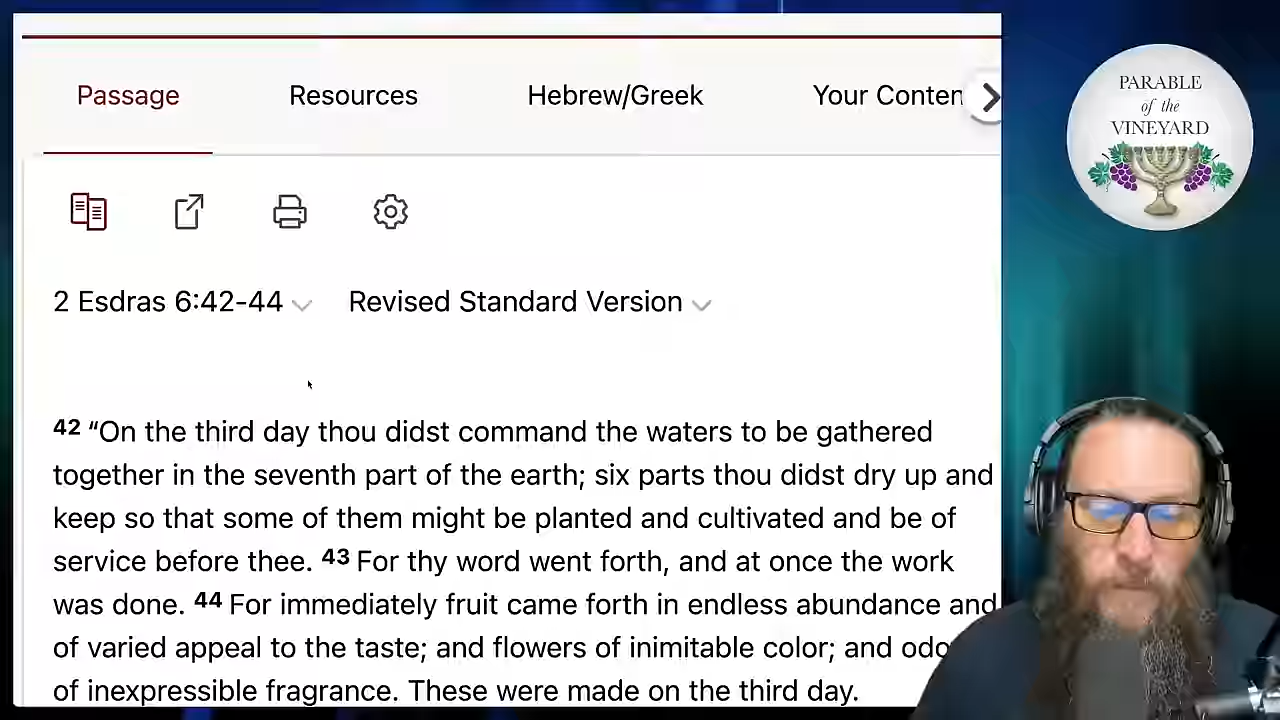 Passage
Resources
Hebrew/Greek
Your Conten
PARABLE
of the
VINEYARD
2 Esdras 6:42-44
Revised Standard Version
42 “On the third day thou didst command the waters to be gathered
together in the seventh part of the earth; six parts thou didst dry up and
keep so that some of them might be planted and cultivated and be of
service before thee. 43 For thy word went forth, and at once the work
was done. 44 For immediately fruit came forth in endless abundance and
of varied appeal to the taste; and flowers of inimitable color; and odo
of inexpressible fragrance. These were made on the third day.